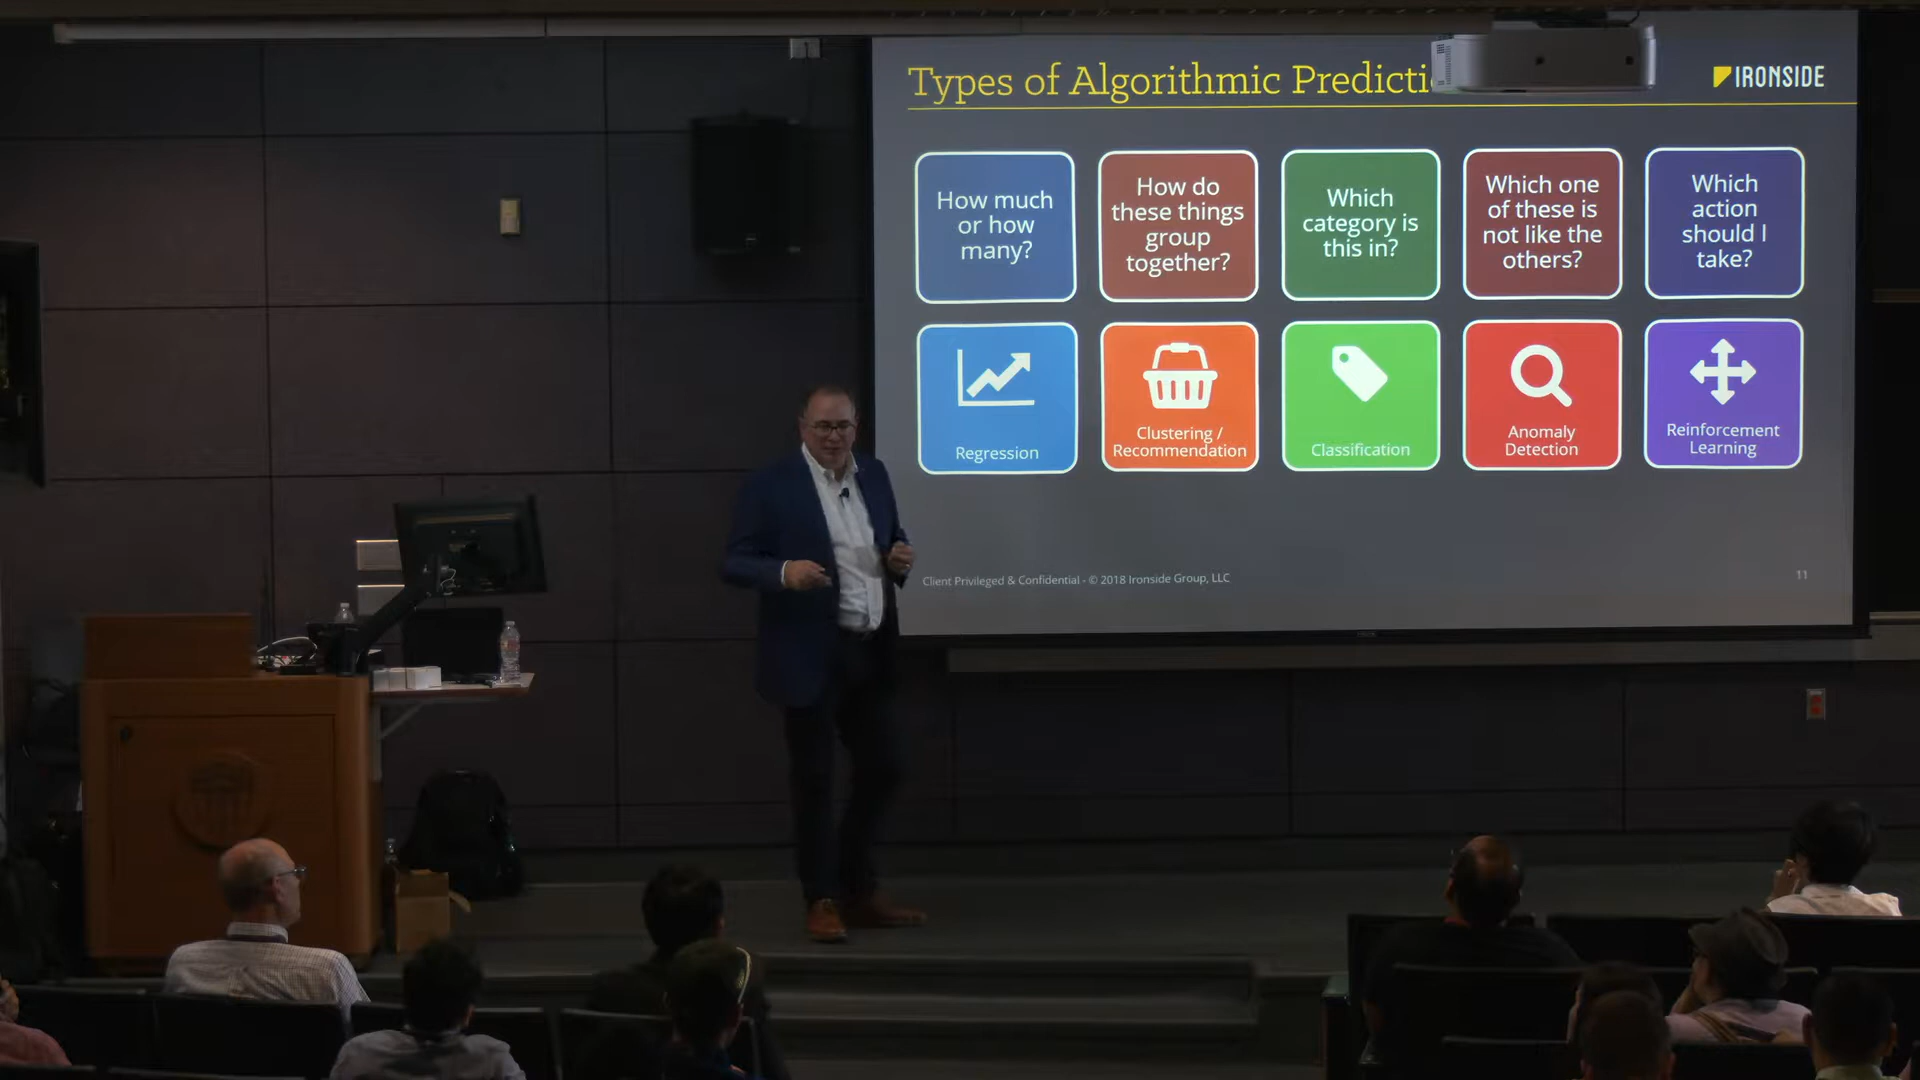 Types of Algorithmic Predicti
IRONSIDE
How much
or how
many?
How do
these things
group
together?
Which
category is
this in?
Which one
of these is
not like the
others?
Which
action
should I
take?
Regression
Clustering /
Recommendation
Classification
Anomaly
Detection
Reinforcement
Learning
Client Privileged & Confidential - © 2018 Ironside Group, LLC
11